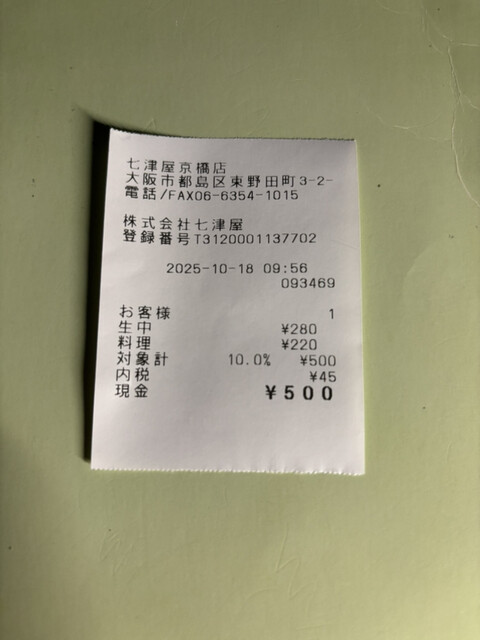 七津屋京橋店
大阪市都島区東野田町3-2-
電話/FAX06-6354-1015
株式会社七津屋
登録番号T3120001137702
2025-10-18 09:56
093469
お客様 1
生中 ¥280
料理 ¥220
対象計 10.0% ¥500
内税 ¥45
現金 ¥500